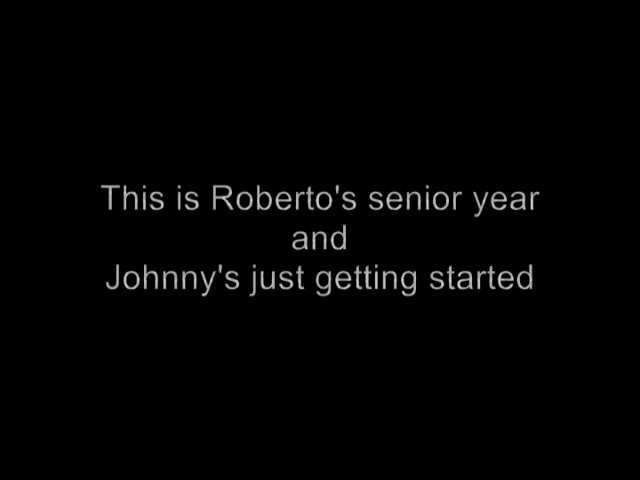 This is Roberto's senior year
and
Johnny's just getting started